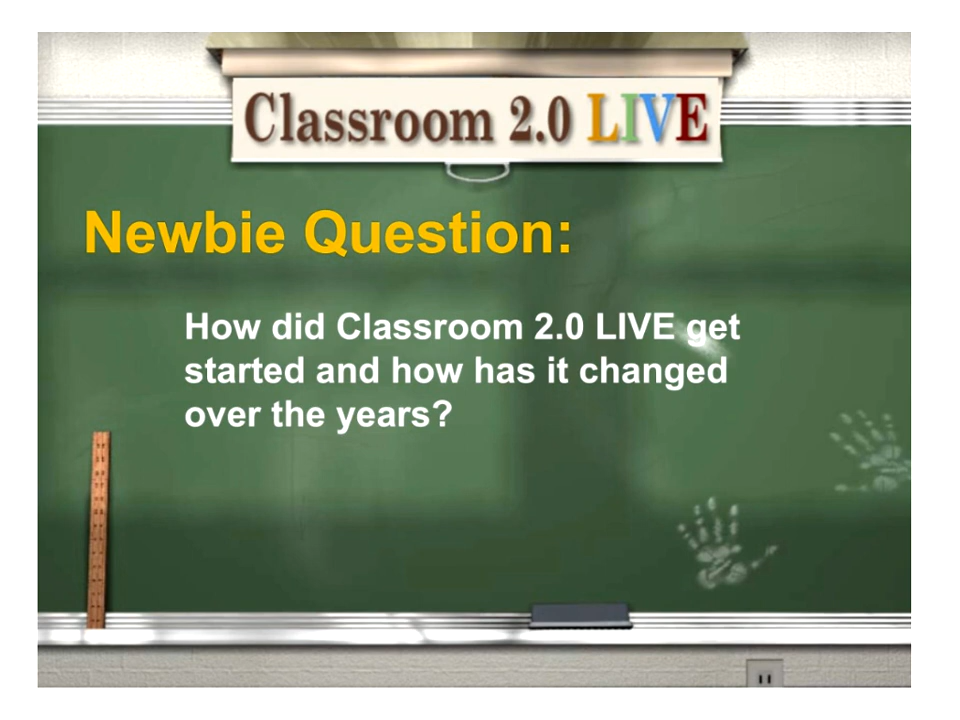 Classroom 2.0 LIVE
Newbie Question:
How did Classroom 2.0 LIVE get
started and how has it changed
over the years?